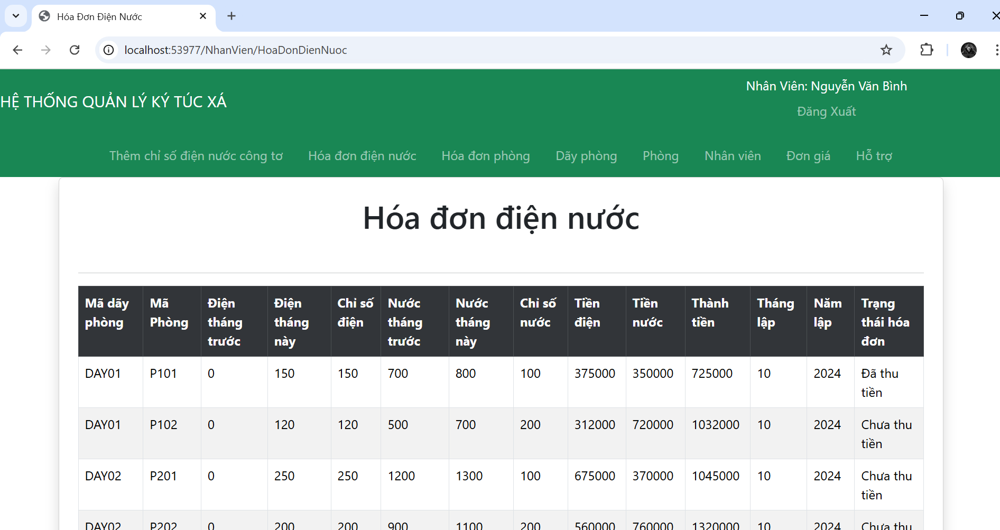 Hóa Đơn Điện Nước
localhost:53977/NhanVien/HoaDonDienNuoc
Nhân Viên: Nguyễn Văn Bình
HỆ THỐNG QUẢN LÝ KÝ TÚC XÁ
Đăng Xuất
Thêm chỉ số điện nước công tơ Hóa đơn điện nước Hóa đơn phòng Dãy phòng Phòng Nhân viên Đơn giá Hỗ trợ
Hóa đơn điện nước
Mã dãy phòng Mã Phòng Điện tháng trước Điện tháng này Chỉ số điện Nước tháng trước Nước tháng này Chỉ số nước Tiền điện Tiền nước Thành tiền Tháng lập Năm lập Trạng thái hóa đơn
DAY01 P101 0 150 150 700 800 100 375000 350000 725000 10 2024 Đã thu tiền
DAY01 P102 0 120 120 500 700 200 312000 720000 1032000 10 2024 Chưa thu tiền
DAY02 P201 0 250 250 1200 1300 100 675000 370000 1045000 10 2024 Chưa thu tiền
DAY02 P202 0 200 200 900 1100 200 560000 760000 1320000 10 2024 Chưa thu